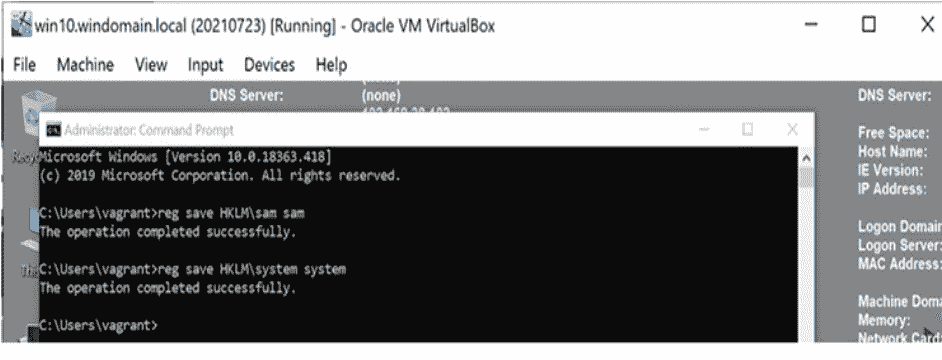 win10.windomain.local (20210723) [Running] - Oracle VM VirtualBox
File Machine View Input Devices Help
DNS Server: (none)
DNS Server:
Administrator: Command Prompt
Free Space:
Host Name:
IE Version:
IP Address:
Logon Domain
Logon Server:
MAC Address:
Machine Doma
Memory:
Network Card
Microsoft Windows [Version 10.0.18363.418]
(c) 2019 Microsoft Corporation. All rights reserved.
C:\Users\vagrant>reg save HKLM\sam sam
The operation completed successfully.
C:\Users\vagrant>reg save HKLM\system system
The operation completed successfully.
C:\Users\vagrant>